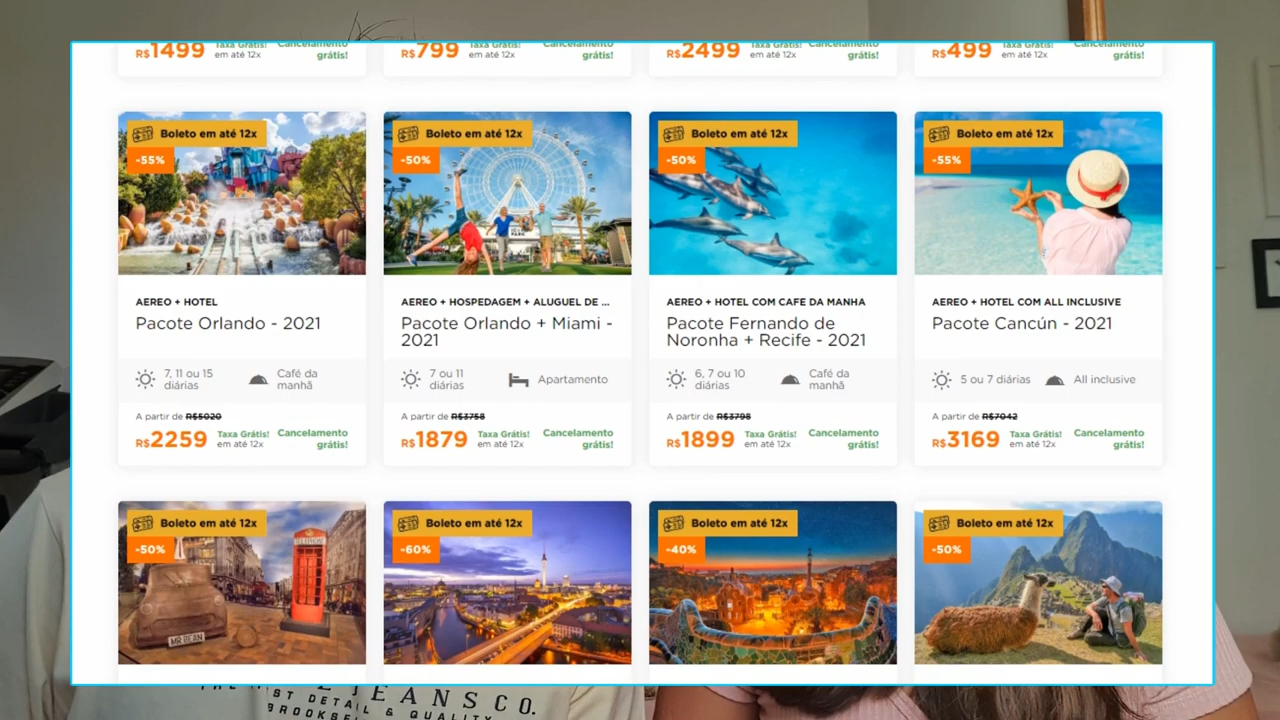 R$1499 Taxa Grátis! em até 12x Cancelamento grátis!
R$799 Taxa Grátis! em até 12x Cancelamento grátis!
R$2499 Taxa Grátis! em até 12x Cancelamento grátis!
R$499 Taxa Grátis! em até 12x Cancelamento grátis!
Boleto em até 12x
-55%
AEREO + HOTEL
Pacote Orlando - 2021
7, 11 ou 15
diárias
Café da
manhã
A partir de R$5020
R$2259 Taxa Grátis! em até 12x Cancelamento grátis!
Boleto em até 12x
-50%
AEREO + HOSPEDAGEM + ALUGUEL DE ...
Pacote Orlando + Miami -
2021
7 ou 11
diárias
Apartamento
A partir de R$3758
R$1879 Taxa Grátis! em até 12x Cancelamento grátis!
PARK
Boleto em até 12x
-50%
AEREO + HOTEL COM CAFE DA MANHA
Pacote Fernando de
Noronha + Recife - 2021
6, 7 ou 10
diárias
Café da
manhã
A partir de R$3798
R$1899 Taxa Grátis! em até 12x Cancelamento grátis!
Boleto em até 12x
-55%
AEREO + HOTEL COM ALL INCLUSIVE
Pacote Cancún - 2021
5 ou 7 diárias
All inclusive
A partir de R$7042
R$3169 Taxa Grátis! em até 12x Cancelamento grátis!
Boleto em até 12x
-50%
MR BEAN
Boleto em até 12x
-60%
Boleto em até 12x
-40%
Boleto em até 12x
-50%
JEANS CO.
DETAIL & QUALITY